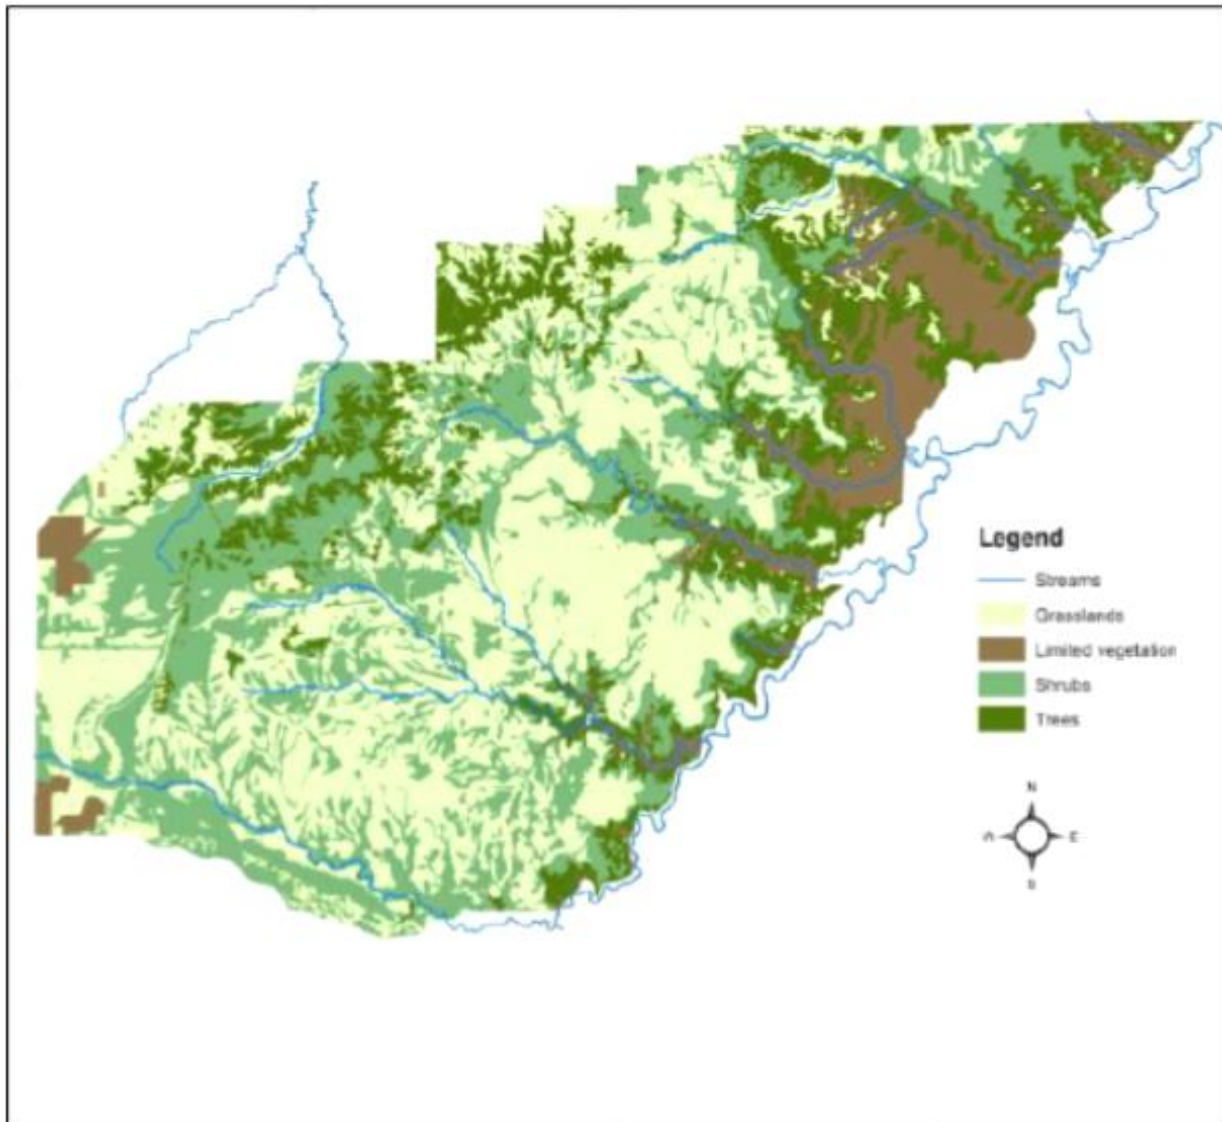 Legend
Streams
Grasslands
Limited vegetation
Shrubs
Trees
N
O E
S